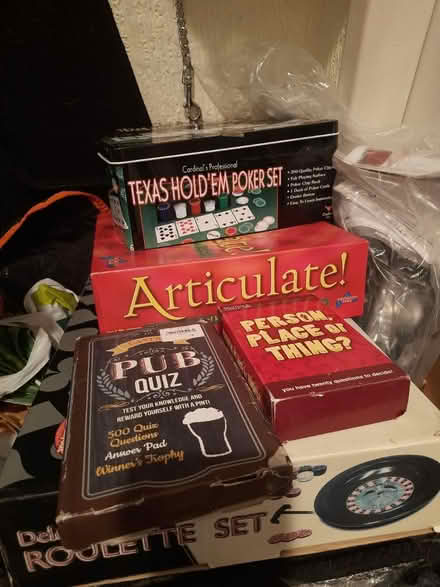 Cardinal's Professional
TEXAS HOLD'EM POKER SET
Articulate!
PERSON,
PLACE or
THING?
you have twenty questions to decide!
PUB
QUIZ
TEST YOUR KNOWLEDGE AND
REWARD YOURSELF WITH A PINT!
500 Quiz
Questions
Answer Pad
Winner's Trophy
ROULETTE SET